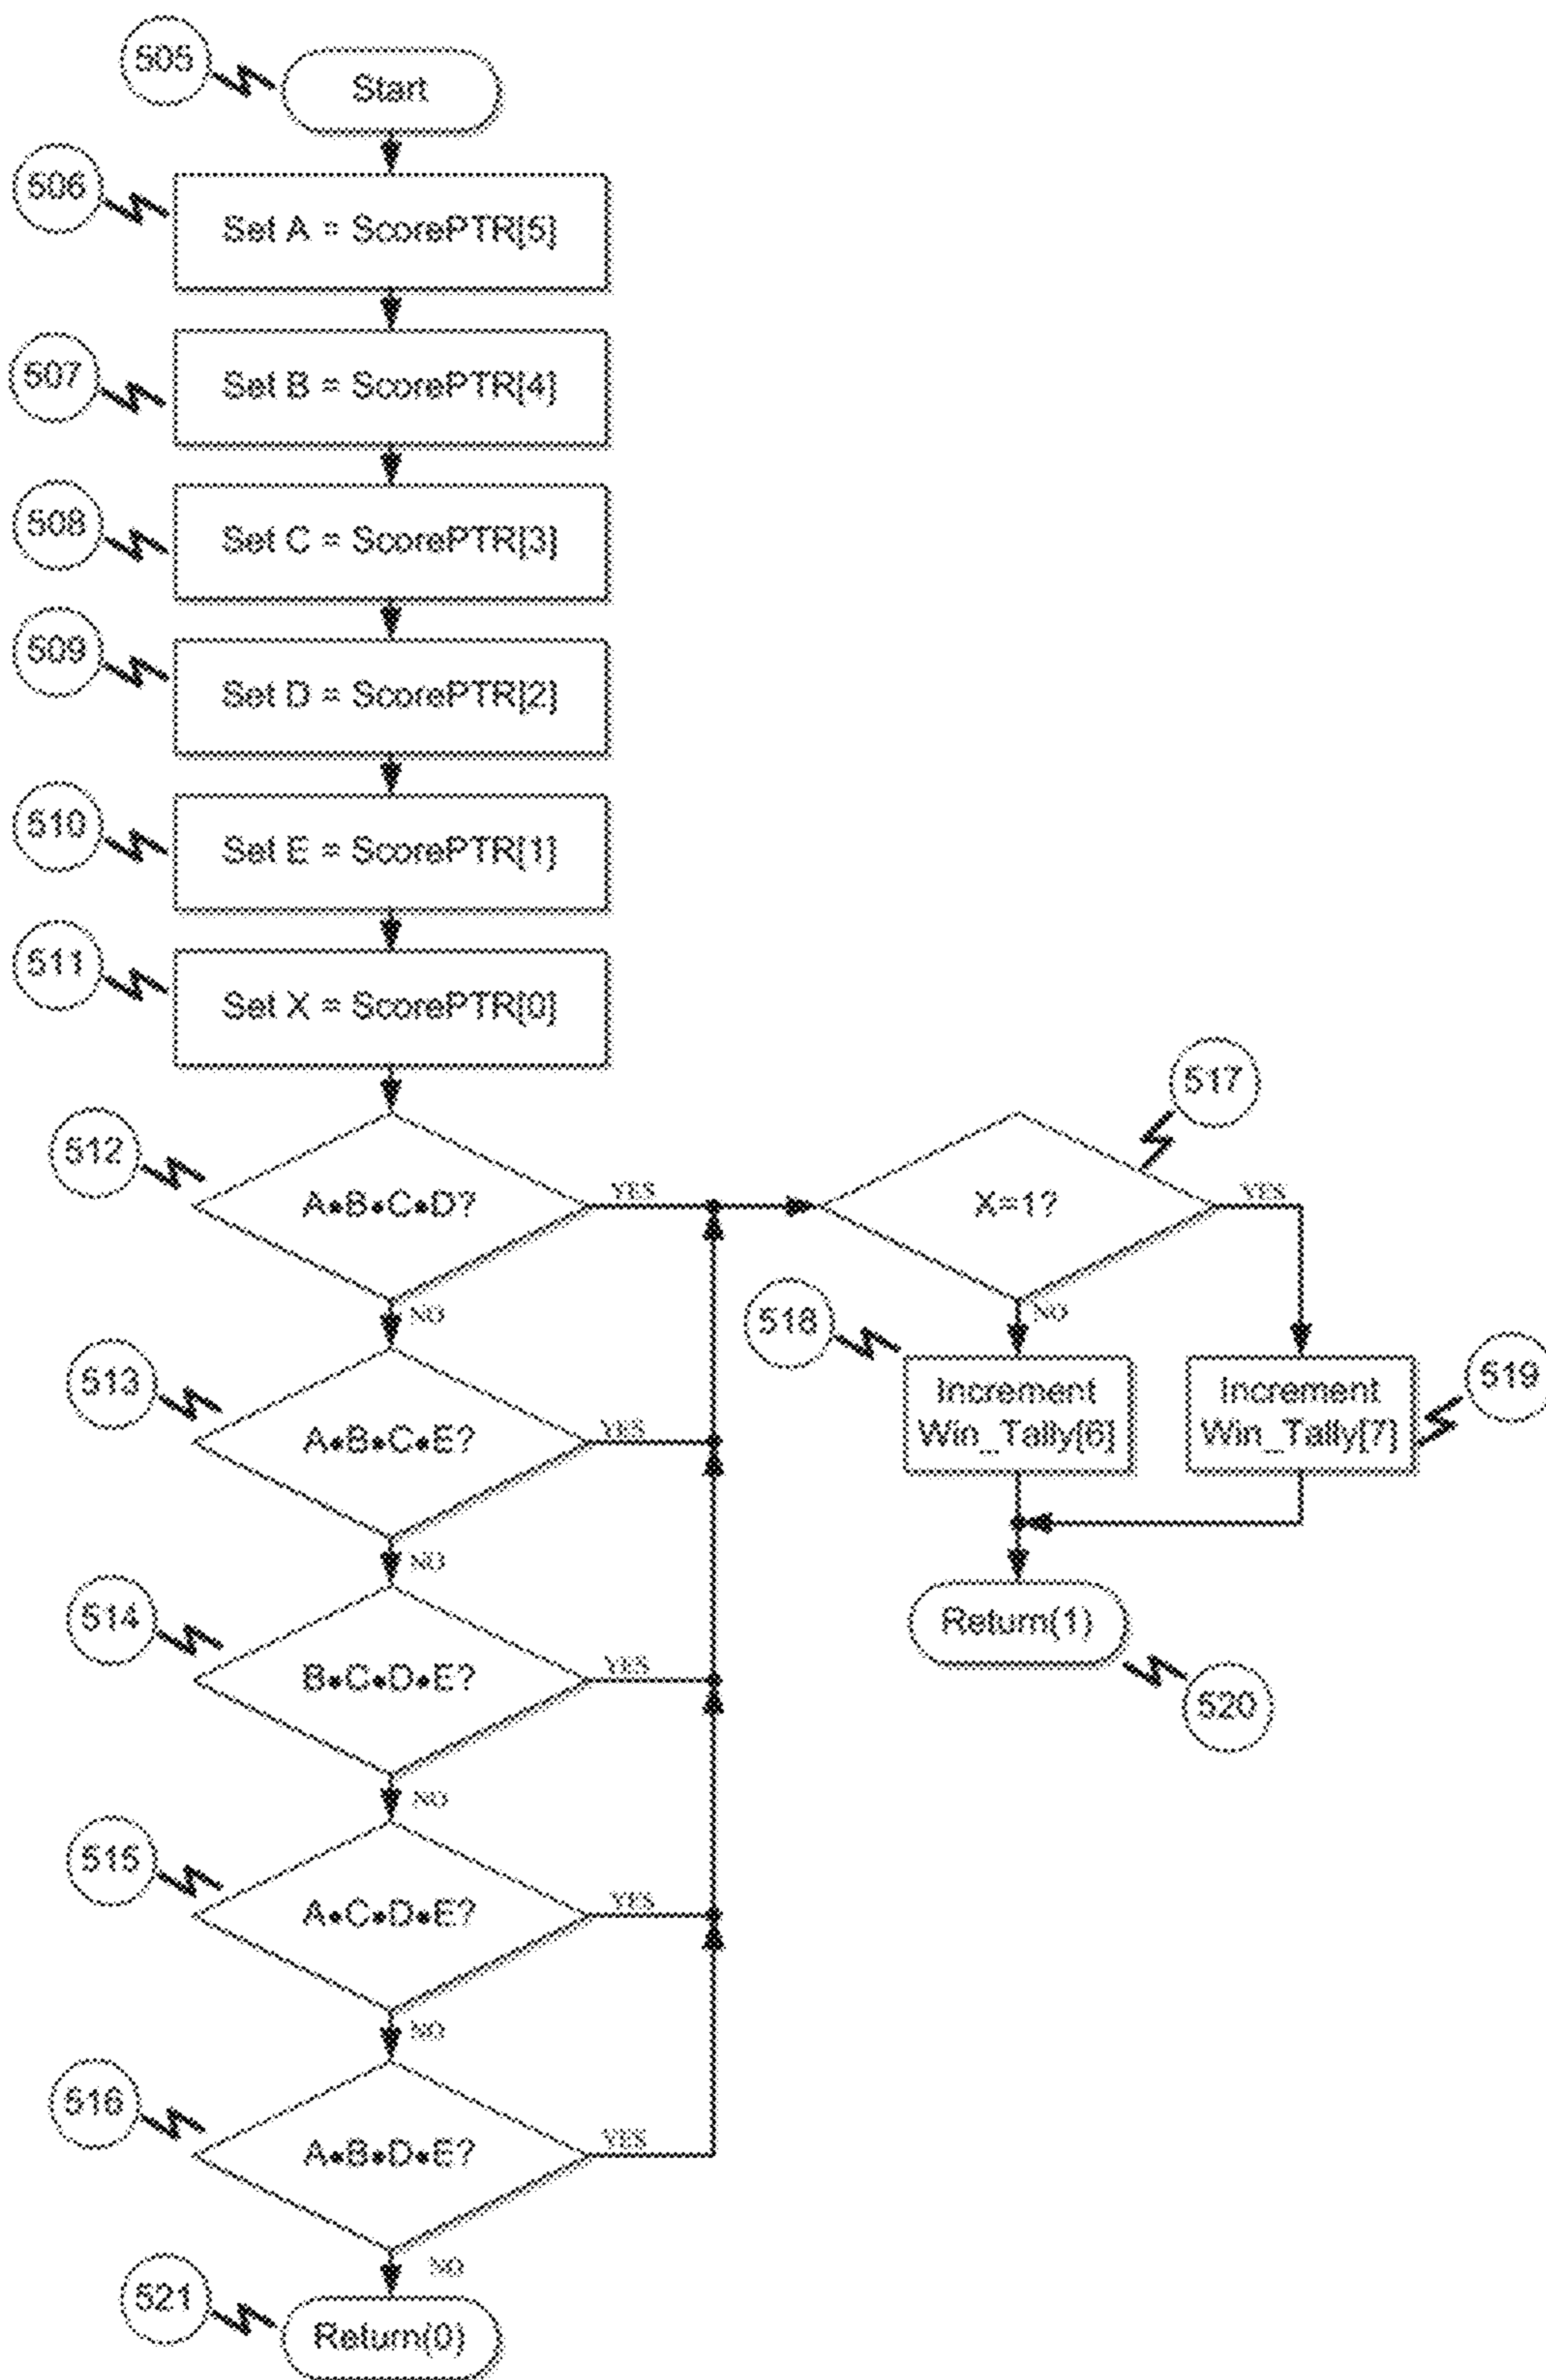 505
Start
506
Set A = ScorePTR[5]
507
Set B = ScorePTR[4]
508
Set C = ScorePTR[3]
509
Set D = ScorePTR[2]
510
Set E = ScorePTR[1]
511
Set X = ScorePTR[0]
512
A•B•C•D?
YES
NO
517
X=1?
YES
NO
513
A•B•C•E?
YES
NO
518
Increment
Win_Tally[6]
Increment
Win_Tally[7]
519
514
B•C•D•E?
YES
NO
Return(1)
520
515
A•C•D•E?
YES
NO
516
A•B•D•E?
YES
NO
521
Return(0)